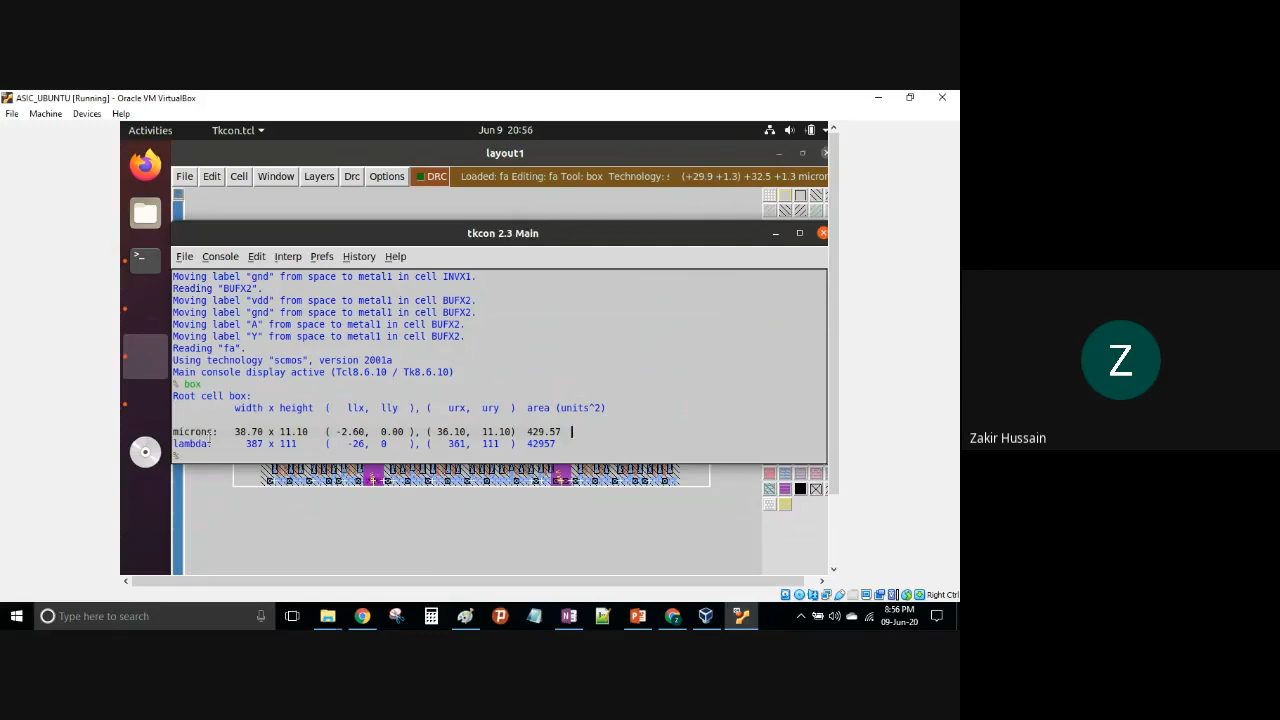 ASIC_UBUNTU [Running] - Oracle VM VirtualBox
File Machine Devices Help
Activities Tkcon.tcl Jun 9 20:56
layout1
File Edit Cell Window Layers Drc Options DRC Loaded: fa Editing: fa Tool: box Technology: (+29.9 +1.3) +32.5 +1.3 micror
tkcon 2.3 Main
File Console Edit Interp Prefs History Help
Moving label "gnd" from space to metal1 in cell INVX1.
Reading "BUFX2".
Moving label "vdd" from space to metal1 in cell BUFX2.
Moving label "gnd" from space to metal1 in cell BUFX2.
Moving label "A" from space to metal1 in cell BUFX2.
Moving label "Y" from space to metal1 in cell BUFX2.
Reading "fa".
Using technology "scmos", version 2001a
Main console display active (Tcl8.6.10 / Tk8.6.10)
% box
Root cell box:
width x height ( llx, lly ), ( urx, ury ) area (units^2)
microns: 38.70 x 11.10 ( -2.60, 0.00 ), ( 36.10, 11.10) 429.57
lambda: 387 x 111 ( -26, 0 ), ( 361, 111 ) 42957
%
Z
Zakir Hussain
Right Ctrl
Type here to search
8:56 PM
09-Jun-20